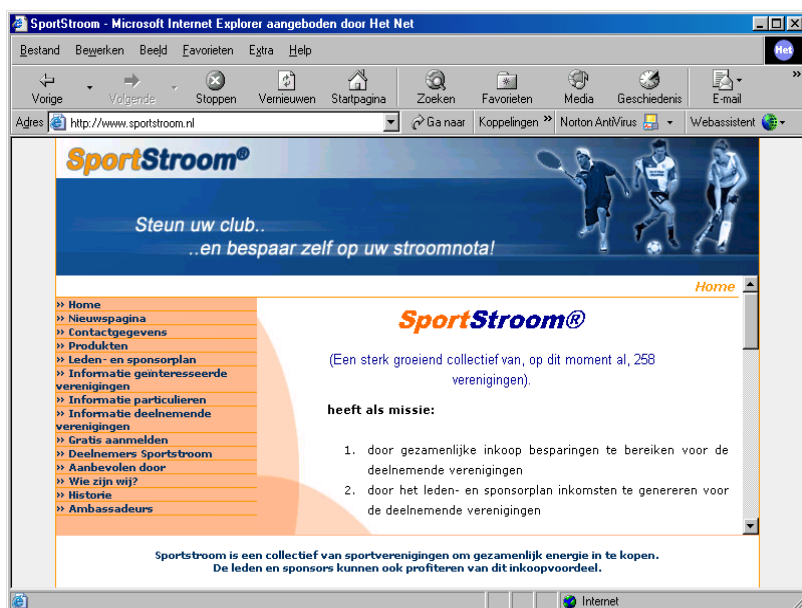 SportStroom - Microsoft Internet Explorer aangeboden door Het Net
Bestand Bewerken Beeld Favorieten Extra Help
Het
Vorige Volgende Stoppen Vernieuwen Startpagina Zoeken Favorieten Media Geschiedenis E-mail »
Adres http://www.sportstroom.nl Ga naar Koppelingen » Norton AntiVirus Webassistent
SportStroom®
Steun uw club..
..en bespaar zelf op uw stroomnota!
Home
» Home
» Nieuwspagina
» Contactgegevens
» Produkten
» Leden- en sponsorplan
» Informatie geïnteresseerde
verenigingen
» Informatie particulieren
» Informatie deelnemende
verenigingen
» Gratis aanmelden
» Deelnemers Sportstroom
» Aanbevolen door
» Wie zijn wij?
» Historie
» Ambassadeurs
SportStroom®
(Een sterk groeiend collectief van, op dit moment al, 258
verenigingen).
heeft als missie:
1. door gezamenlijke inkoop besparingen te bereiken voor de
deelnemende verenigingen
2. door het leden- en sponsorplan inkomsten te genereren voor
de deelnemende verenigingen
Sportstroom is een collectief van sportverenigingen om gezamenlijk energie in te kopen.
De leden en sponsors kunnen ook profiteren van dit inkoopvoordeel.
Internet